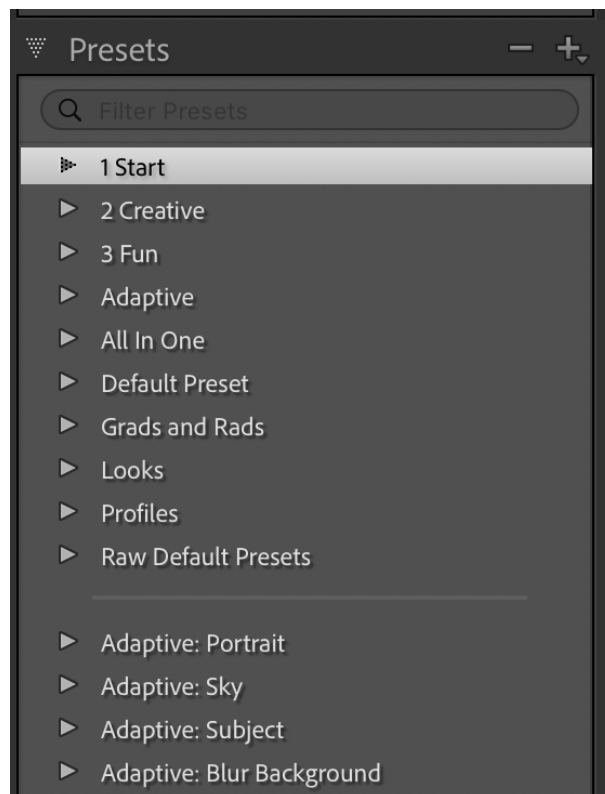 Presets
Filter Presets
1 Start
2 Creative
3 Fun
Adaptive
All In One
Default Preset
Grads and Rads
Looks
Profiles
Raw Default Presets
Adaptive: Portrait
Adaptive: Sky
Adaptive: Subject
Adaptive: Blur Background